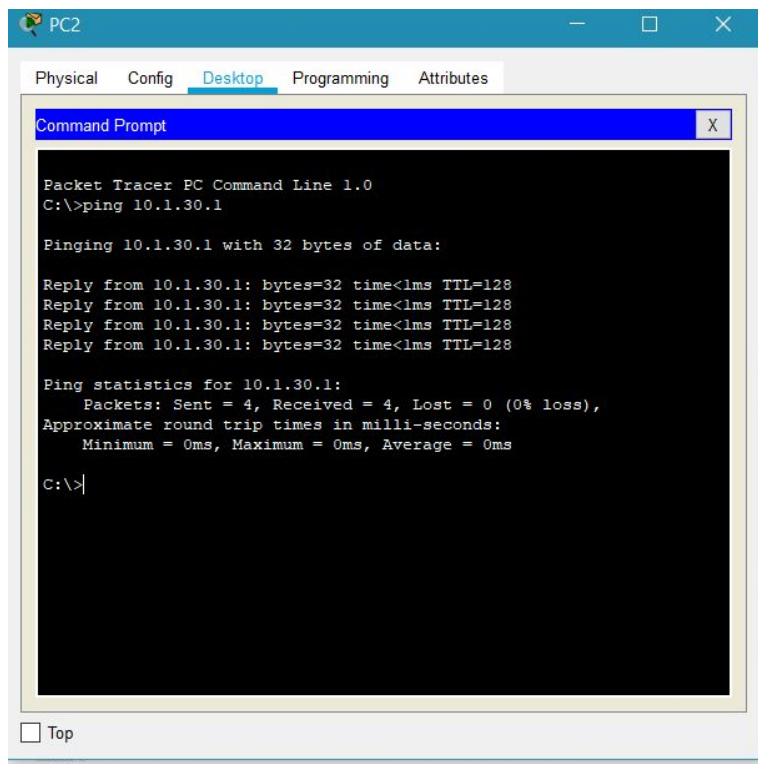 PC2
Physical Config Desktop Programming Attributes
Command Prompt
X
Packet Tracer PC Command Line 1.0
C:\>ping 10.1.30.1
Pinging 10.1.30.1 with 32 bytes of data:
Reply from 10.1.30.1: bytes=32 time<1ms TTL=128
Reply from 10.1.30.1: bytes=32 time<1ms TTL=128
Reply from 10.1.30.1: bytes=32 time<1ms TTL=128
Reply from 10.1.30.1: bytes=32 time<1ms TTL=128
Ping statistics for 10.1.30.1:
Packets: Sent = 4, Received = 4, Lost = 0 (0% loss),
Approximate round trip times in milli-seconds:
Minimum = 0ms, Maximum = 0ms, Average = 0ms
C:\>
Top